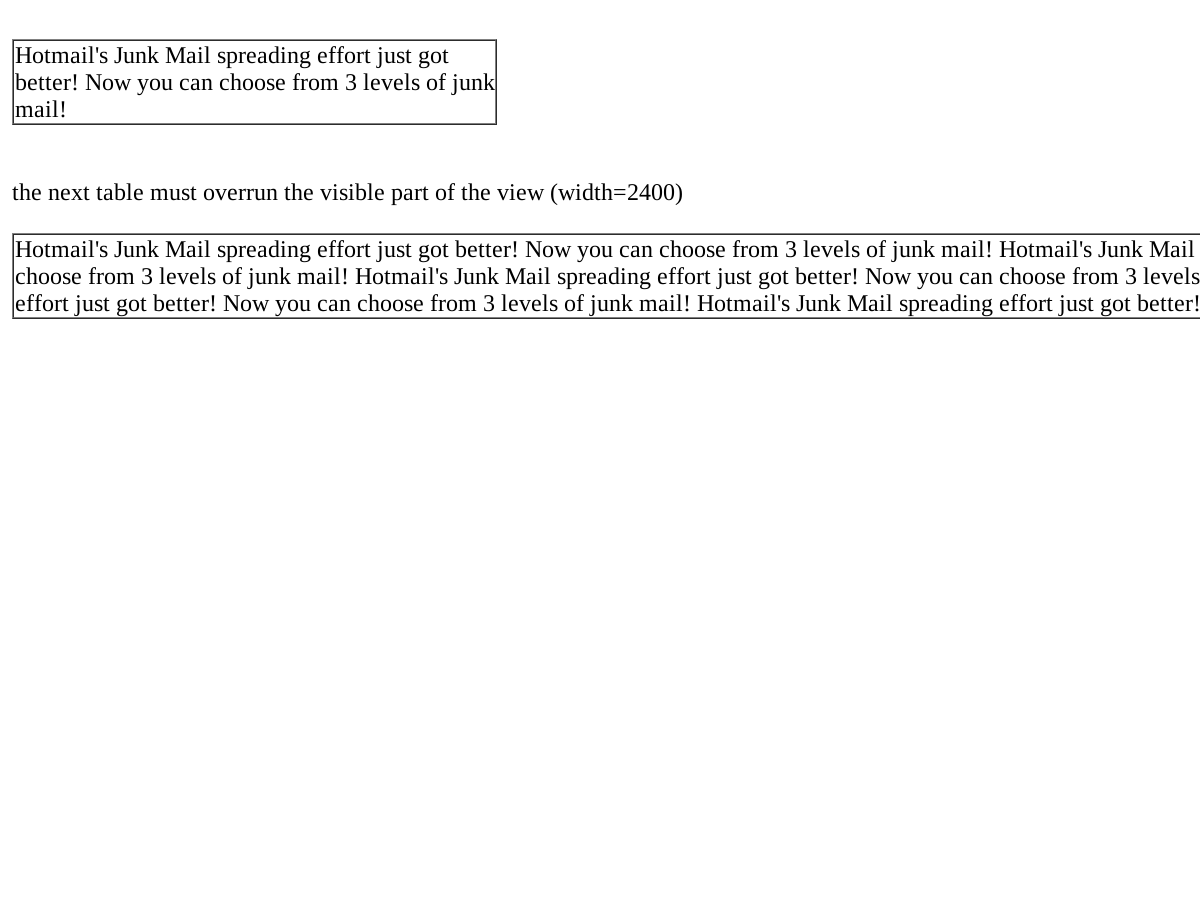 Hotmail's Junk Mail spreading effort just got
better! Now you can choose from 3 levels of junk
mail!
the next table must overrun the visible part of the view (width=2400)
Hotmail's Junk Mail spreading effort just got better! Now you can choose from 3 levels of junk mail! Hotmail's Junk Mail
choose from 3 levels of junk mail! Hotmail's Junk Mail spreading effort just got better! Now you can choose from 3 levels
effort just got better! Now you can choose from 3 levels of junk mail! Hotmail's Junk Mail spreading effort just got better!